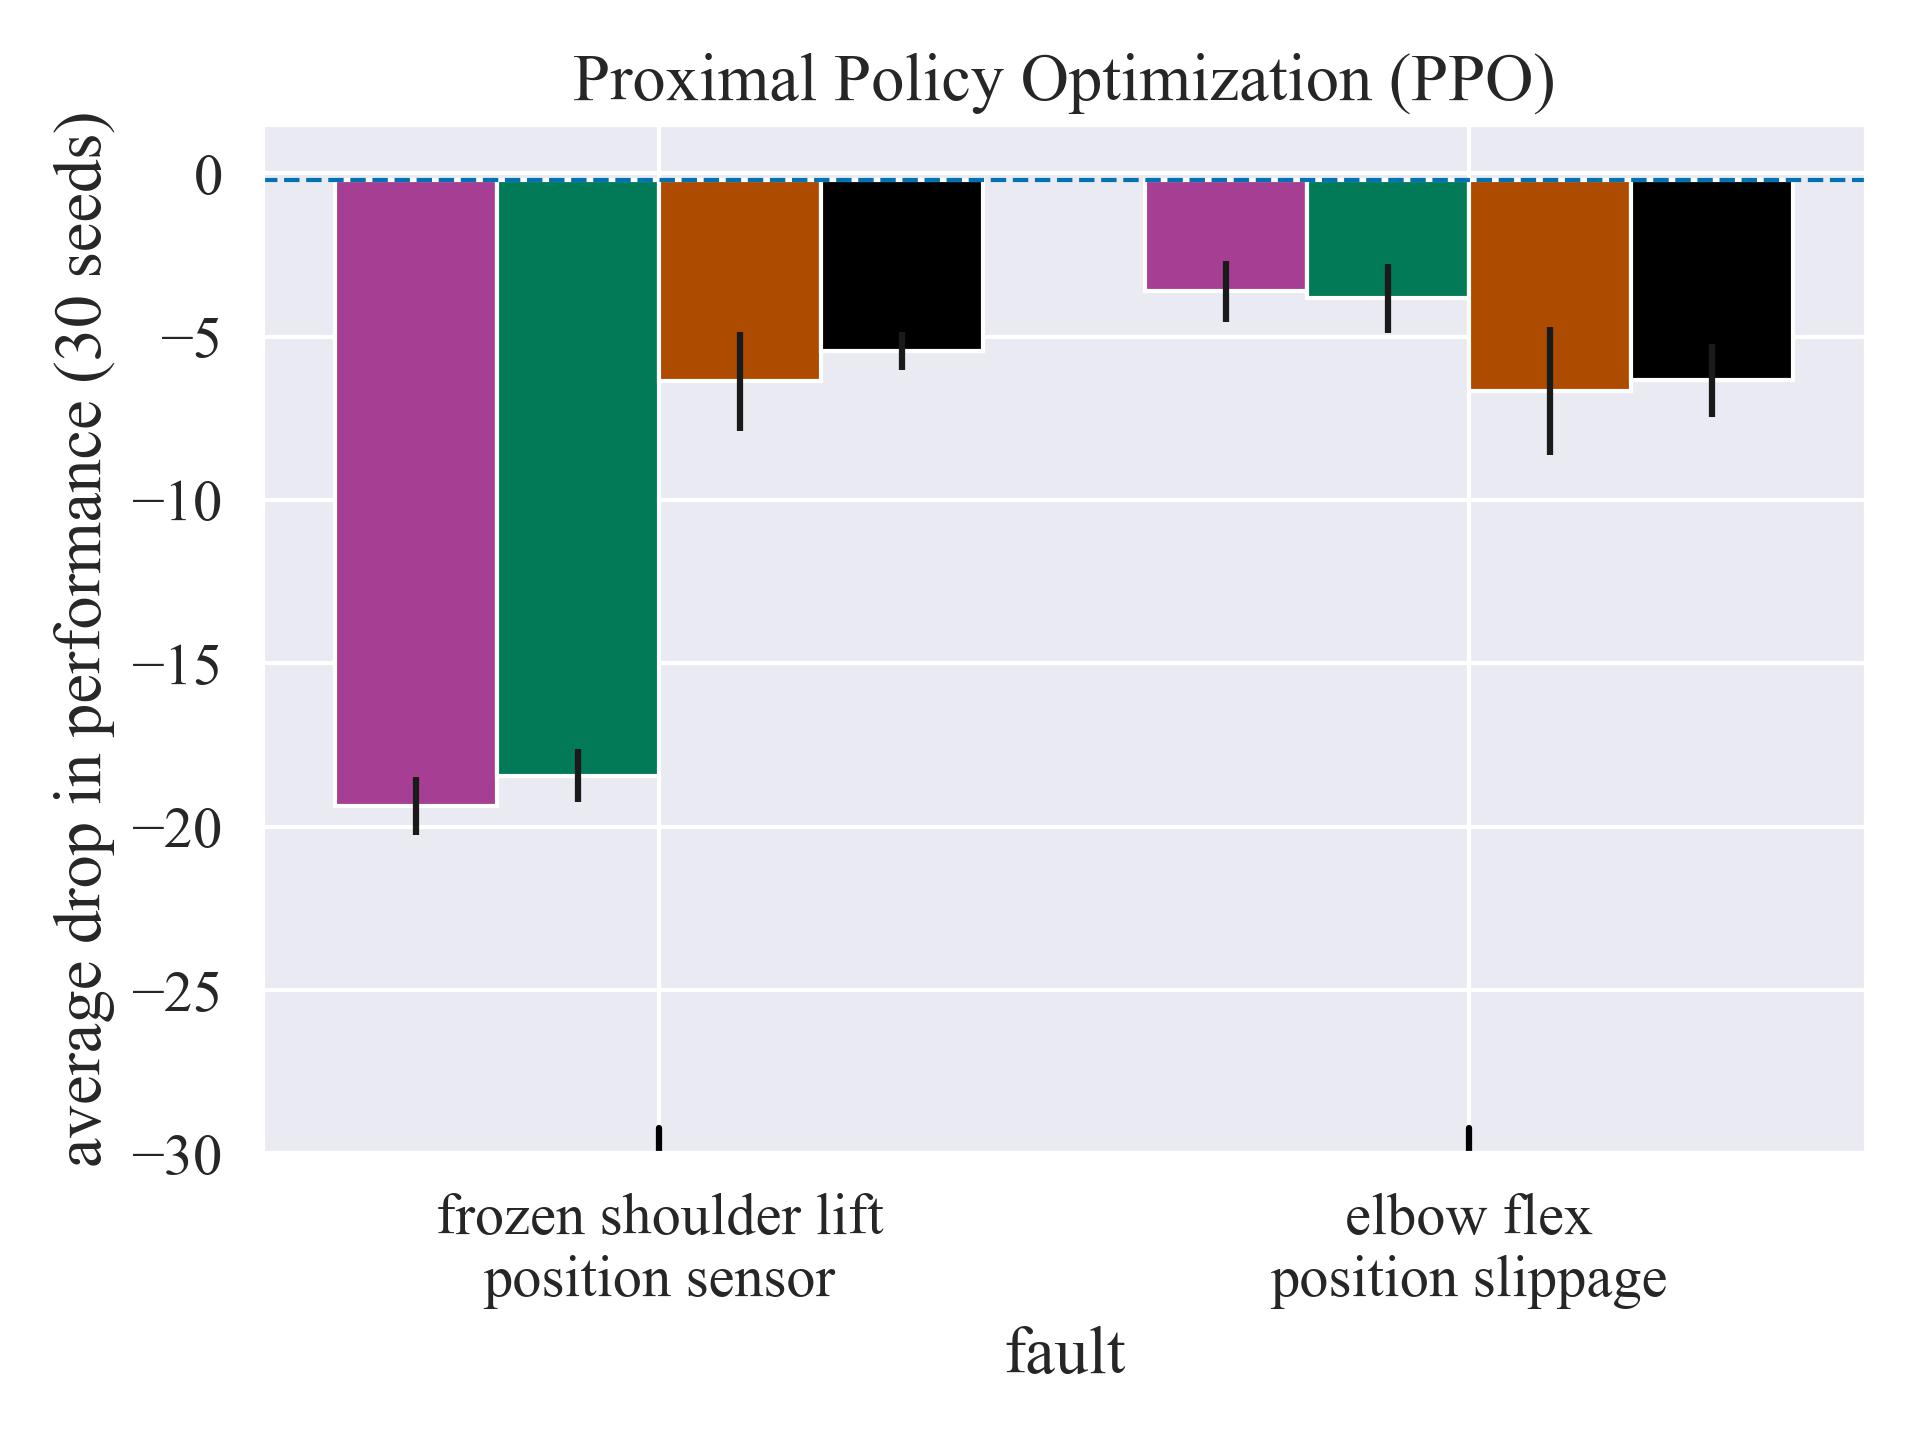 Proximal Policy Optimization (PPO)
average drop in performance (30 seeds)
0
−5
−10
−15
−20
−25
−30
frozen shoulder lift
position sensor
elbow flex
position slippage
fault